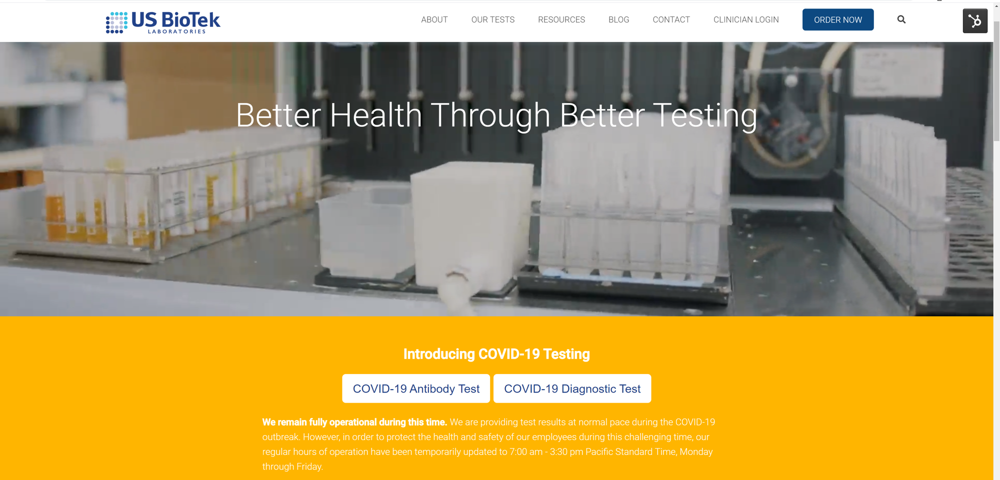 US BioTek
LABORATORIES
ABOUT
OUR TESTS
RESOURCES
BLOG
CONTACT
CLINICIAN LOGIN
ORDER NOW
Better Health Through Better Testing
Introducing COVID-19 Testing
COVID-19 Antibody Test
COVID-19 Diagnostic Test
We remain fully operational during this time. We are providing test results at normal pace during the COVID-19
outbreak. However, in order to protect the health and safety of our employees during this challenging time, our
regular hours of operation have been temporarily updated to 7:00 am - 3:30 pm Pacific Standard Time, Monday
through Friday.